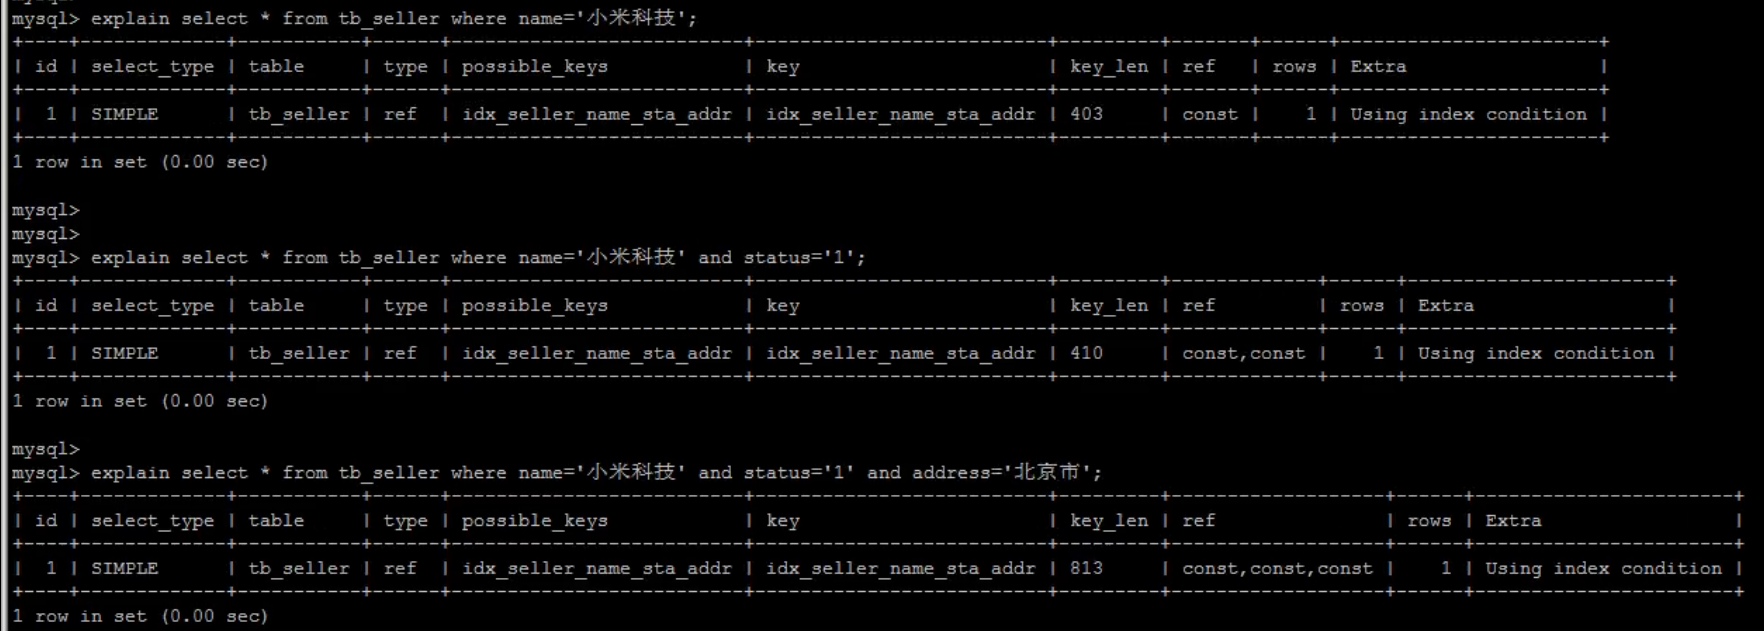 mysql> explain select * from tb_seller where name='小米科技';
+----+-------------+-----------+------+--------------------------+--------------------------+---------+-------+------+-----------------------+
| id | select_type | table     | type | possible_keys            | key                      | key_len | ref   | rows | Extra                 |
+----+-------------+-----------+------+--------------------------+--------------------------+---------+-------+------+-----------------------+
|  1 | SIMPLE      | tb_seller | ref  | idx_seller_name_sta_addr | idx_seller_name_sta_addr | 403     | const |    1 | Using index condition |
+----+-------------+-----------+------+--------------------------+--------------------------+---------+-------+------+-----------------------+
1 row in set (0.00 sec)
mysql>
mysql>
mysql> explain select * from tb_seller where name='小米科技' and status='1';
+----+-------------+-----------+------+--------------------------+--------------------------+---------+-------------+------+-----------------------+
| id | select_type | table     | type | possible_keys            | key                      | key_len | ref         | rows | Extra                 |
+----+-------------+-----------+------+--------------------------+--------------------------+---------+-------------+------+-----------------------+
|  1 | SIMPLE      | tb_seller | ref  | idx_seller_name_sta_addr | idx_seller_name_sta_addr | 410     | const,const |    1 | Using index condition |
+----+-------------+-----------+------+--------------------------+--------------------------+---------+-------------+------+-----------------------+
1 row in set (0.00 sec)
mysql>
mysql> explain select * from tb_seller where name='小米科技' and status='1' and address='北京市';
+----+-------------+-----------+------+--------------------------+--------------------------+---------+-------------------+------+-----------------------+
| id | select_type | table     | type | possible_keys            | key                      | key_len | ref               | rows | Extra                 |
+----+-------------+-----------+------+--------------------------+--------------------------+---------+-------------------+------+-----------------------+
|  1 | SIMPLE      | tb_seller | ref  | idx_seller_name_sta_addr | idx_seller_name_sta_addr | 813     | const,const,const |    1 | Using index condition |
+----+-------------+-----------+------+--------------------------+--------------------------+---------+-------------------+------+-----------------------+
1 row in set (0.00 sec)